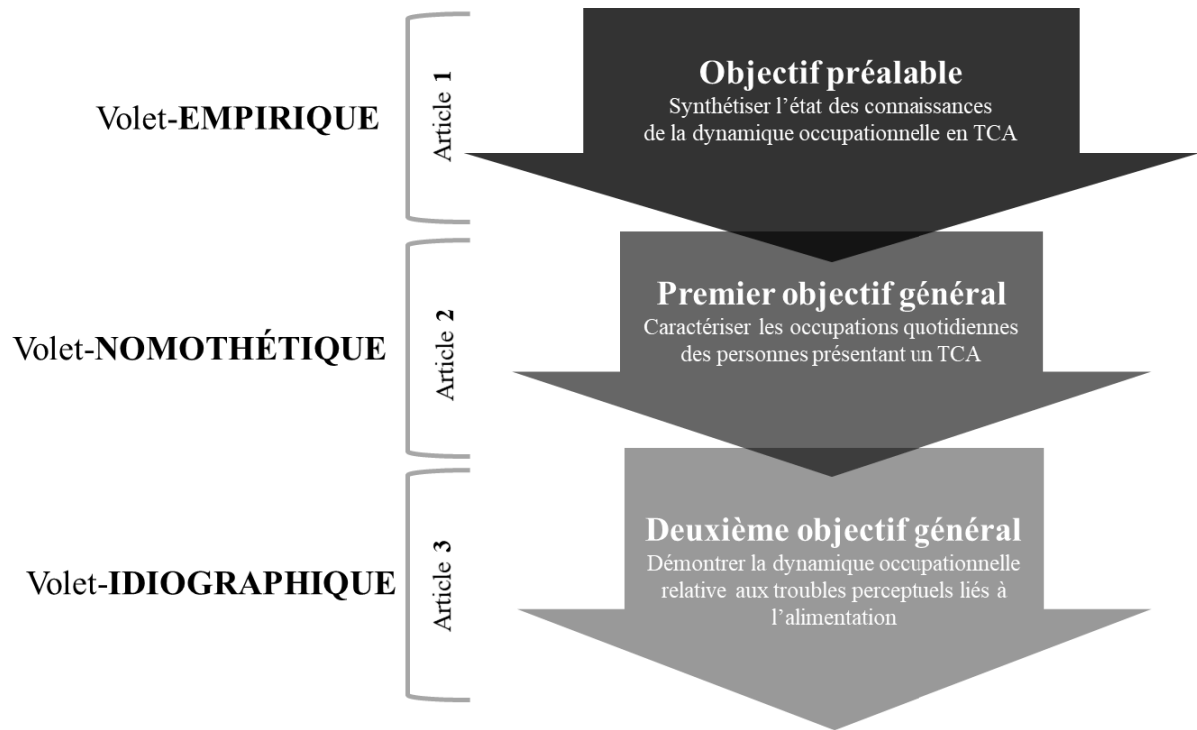 Volet-EMPIRIQUE
Article 1
Objectif préalable
Synthétiser l’état des connaissances
de la dynamique occupationnelle en TCA
Volet-NOMOTHÉTIQUE
Article 2
Premier objectif général
Caractériser les occupations quotidiennes
des personnes présentant un TCA
Volet-IDIOGRAPHIQUE
Article 3
Deuxième objectif général
Démontrer la dynamique occupationnelle
relative aux troubles perceptuels liés à
l’alimentation